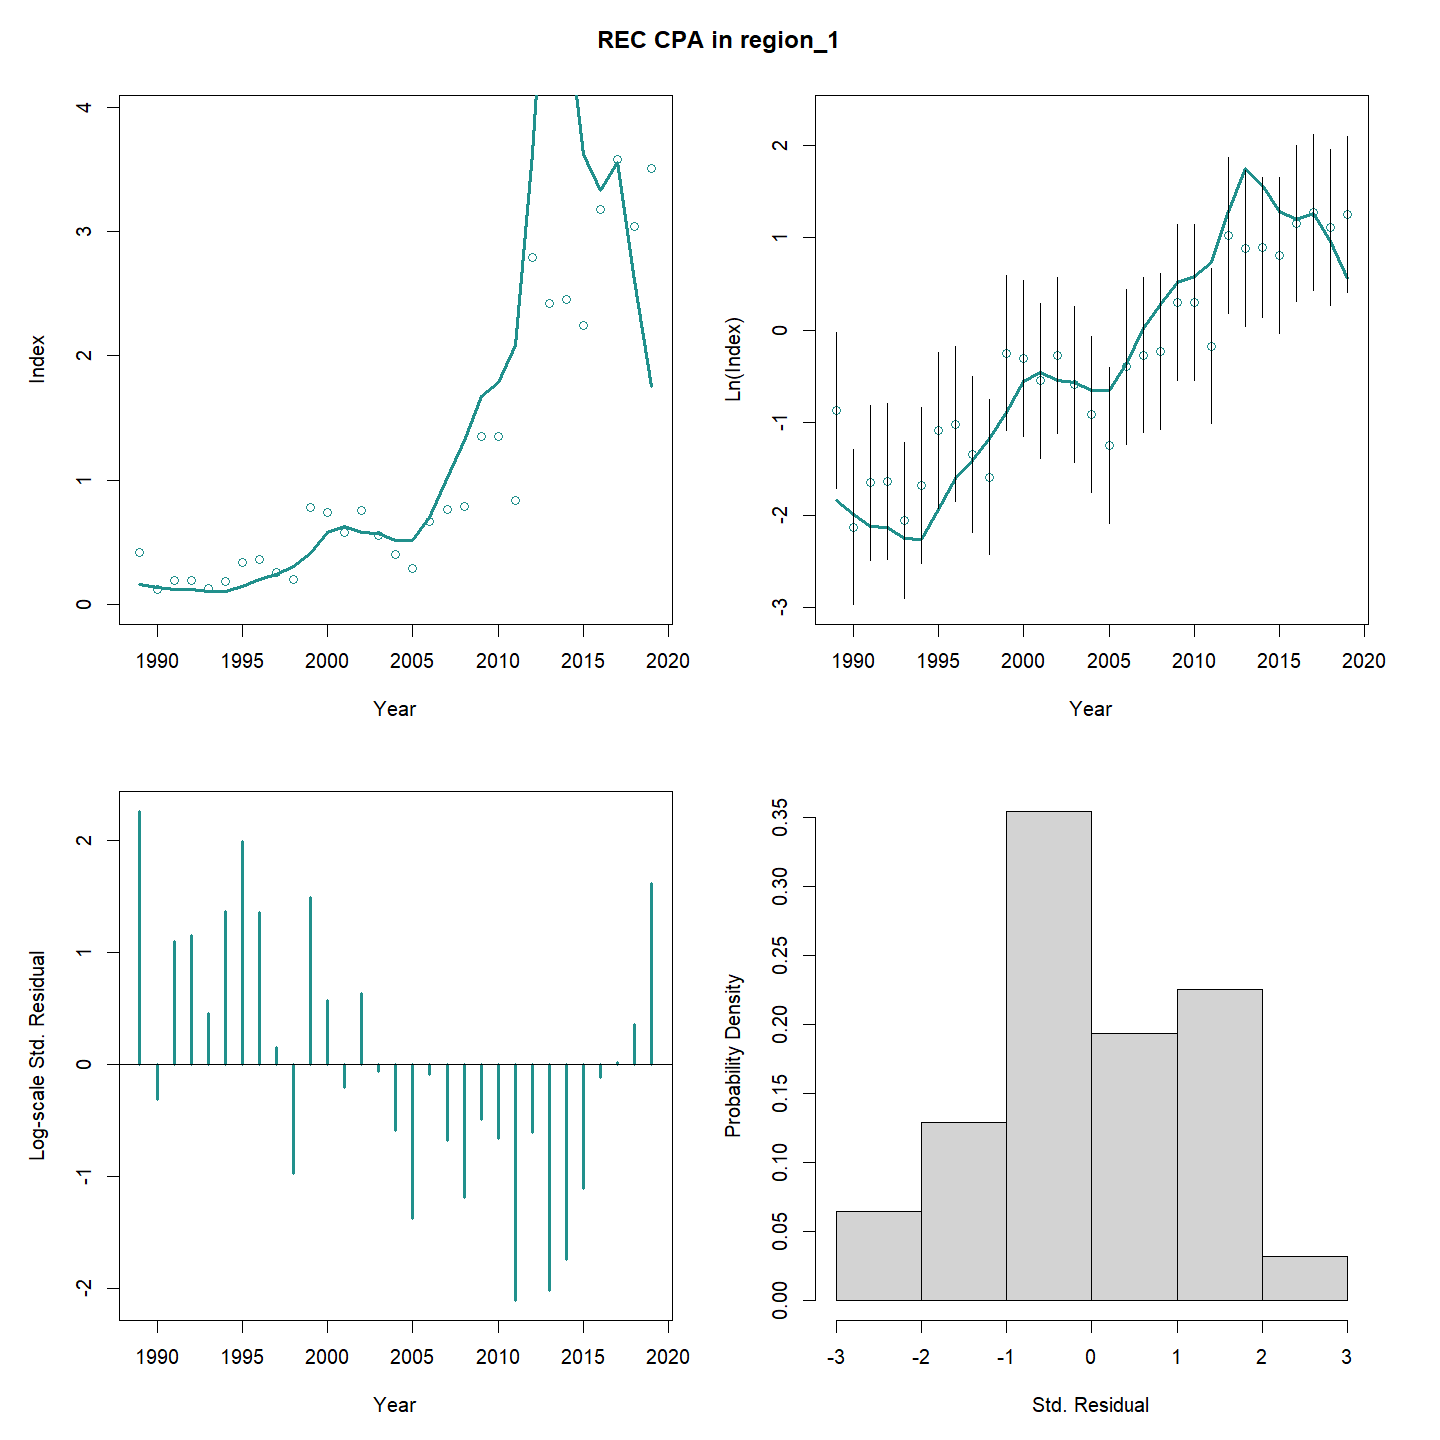 REC CPA in region_1
Index
4
3
2
1
0
1990 1995 2000 2005 2010 2015 2020
Year
Ln(Index)
2
1
0
-1
-2
-3
1990 1995 2000 2005 2010 2015 2020
Year
Log-scale Std. Residual
2
1
0
-1
-2
1990 1995 2000 2005 2010 2015 2020
Year
Probability Density
0.35
0.30
0.25
0.20
0.15
0.10
0.05
0.00
-3 -2 -1 0 1 2 3
Std. Residual